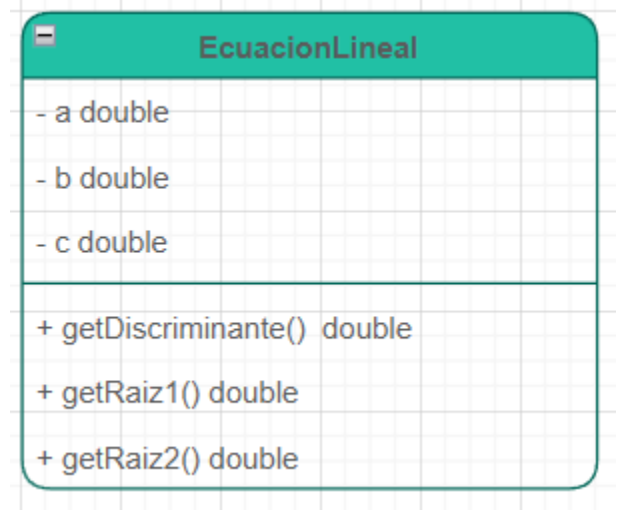 EcuacionLineal
- a double
- b double
- c double
+ getDiscriminante()  double
+ getRaiz1() double
+ getRaiz2() double